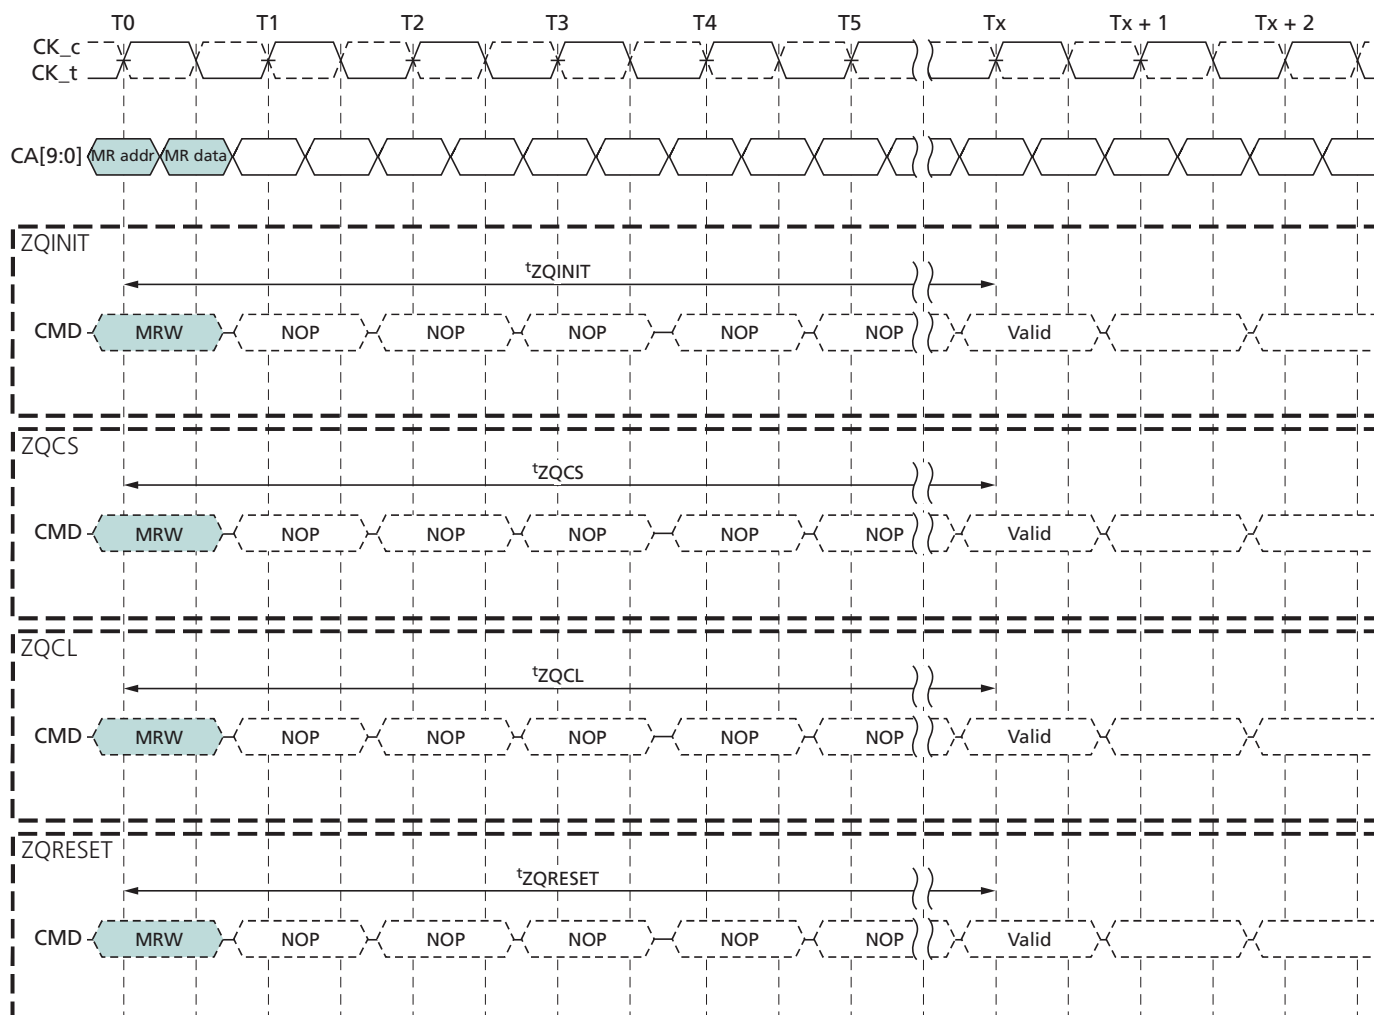 T0 T1 T2 T3 T4 T5 Tx Tx + 1 Tx + 2
CK_c
CK_t
CA[9:0] MR addr MR data
ZQINIT
tZQINIT
CMD MRW NOP NOP NOP NOP NOP Valid
ZQCS
tZQCS
CMD MRW NOP NOP NOP NOP NOP Valid
ZQCL
tZQCL
CMD MRW NOP NOP NOP NOP NOP Valid
ZQRESET
tZQRESET
CMD MRW NOP NOP NOP NOP NOP Valid